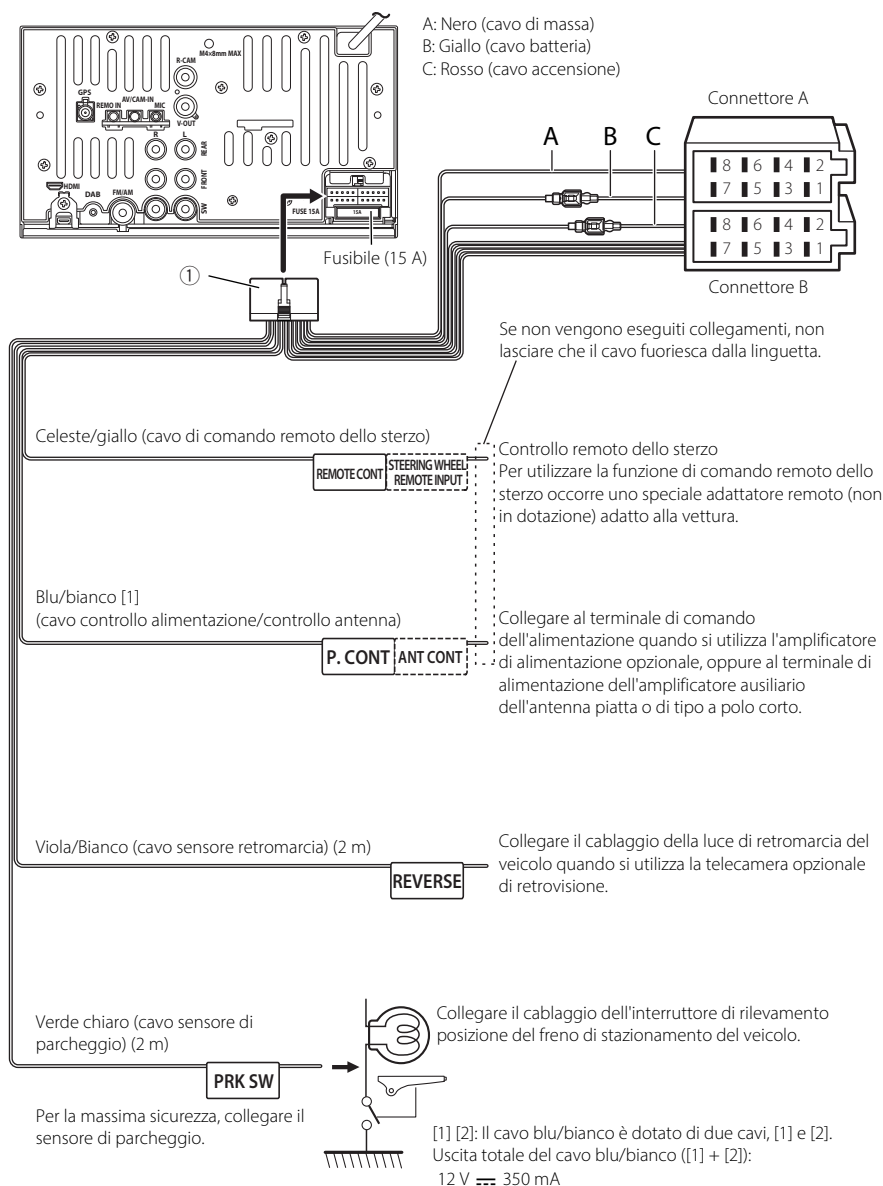 A: Nero (cavo di massa)
B: Giallo (cavo batteria)
C: Rosso (cavo accensione)
M4×8mm MAX
R-CAM
GPS
AV/CAM-IN
REMO IN
MIC
V-OUT
R
L
REAR
FRONT
SW
HDMI
DAB
FM/AM
FUSE 15A
15A
Fusibile (15 A)
①
A
B
C
Connettore A
8 6 4 2
7 5 3 1
8 6 4 2
7 5 3 1
Connettore B
Se non vengono eseguiti collegamenti, non
lasciare che il cavo fuoriesca dalla linguetta.
Celeste/giallo (cavo di comando remoto dello sterzo)
REMOTE CONT
STEERING WHEEL
REMOTE INPUT
Controllo remoto dello sterzo
Per utilizzare la funzione di comando remoto dello
sterzo occorre uno speciale adattatore remoto (non
in dotazione) adatto alla vettura.
Blu/bianco [1]
(cavo controllo alimentazione/controllo antenna)
P. CONT
ANT CONT
Collegare al terminale di comando
dell'alimentazione quando si utilizza l'amplificatore
di alimentazione opzionale, oppure al terminale di
alimentazione dell'amplificatore ausiliario
dell'antenna piatta o di tipo a polo corto.
Viola/Bianco (cavo sensore retromarcia) (2 m)
REVERSE
Collegare il cablaggio della luce di retromarcia del
veicolo quando si utilizza la telecamera opzionale
di retrovisione.
Verde chiaro (cavo sensore di
parcheggio) (2 m)
PRK SW
Per la massima sicurezza, collegare il
sensore di parcheggio.
Collegare il cablaggio dell'interruttore di rilevamento
posizione del freno di stazionamento del veicolo.
[1] [2]: Il cavo blu/bianco è dotato di due cavi, [1] e [2].
Uscita totale del cavo blu/bianco ([1] + [2]):
12 V ⎓ 350 mA